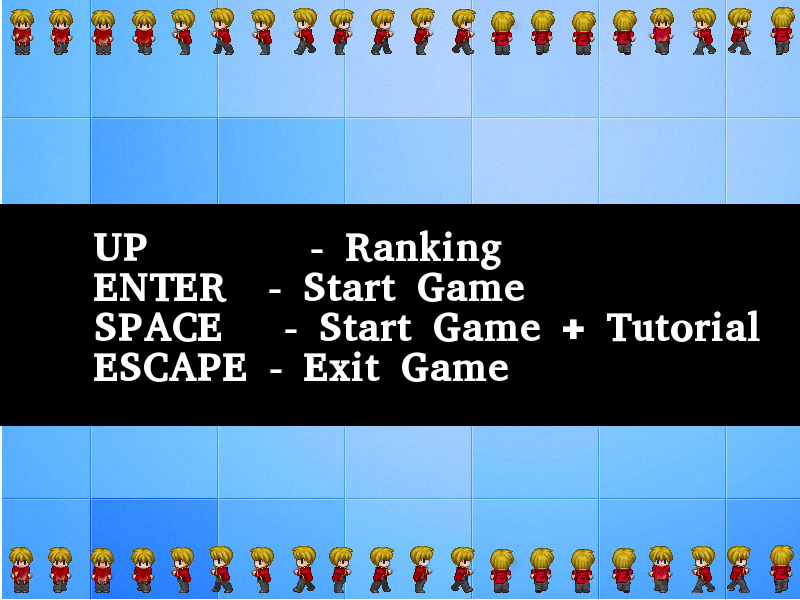 UP - Ranking
ENTER - Start Game
SPACE - Start Game + Tutorial
ESCAPE - Exit Game